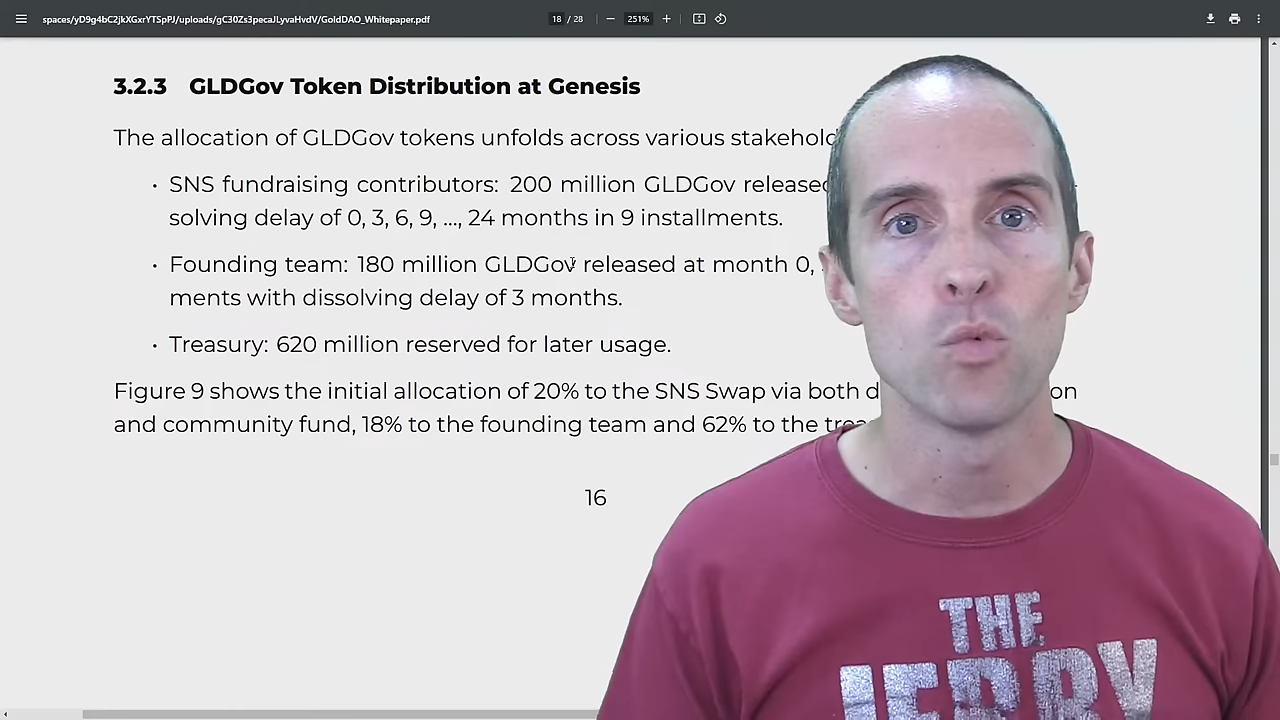 spaces/yD9g4bC2jkXGxrYTSpPJ/uploads/gC30Zs3pecaJLyvaHvdV/GoldDAO_Whitepaper.pdf
18 / 28
251%
3.2.3 GLDGov Token Distribution at Genesis
The allocation of GLDGov tokens unfolds across various
• SNS fundraising contributors: 200 million GLDGov released
solving delay of 0, 3, 6, 9, ..., 24 months in 9 installments.
• Founding team: 180 million GLDGov released at month 0,
ments with dissolving delay of 3 months.
• Treasury: 620 million reserved for later usage.
Figure 9 shows the initial allocation of 20% to the SNS Swap via both
and community fund, 18% to the founding team and 62% to the
16
THE
JERRY